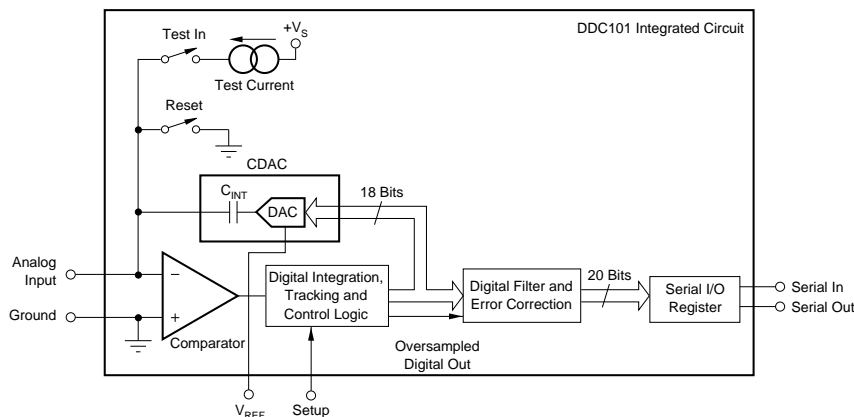 DDC101 Integrated Circuit
Test In
+VS
Test Current
Reset
CDAC
CINT
DAC
18 Bits
Analog
Input
−
Ground
+
Comparator
Digital Integration,
Tracking and
Control Logic
Digital Filter and
Error Correction
20 Bits
Serial I/O
Register
Serial In
Serial Out
Oversampled
Digital Out
VREF
Setup